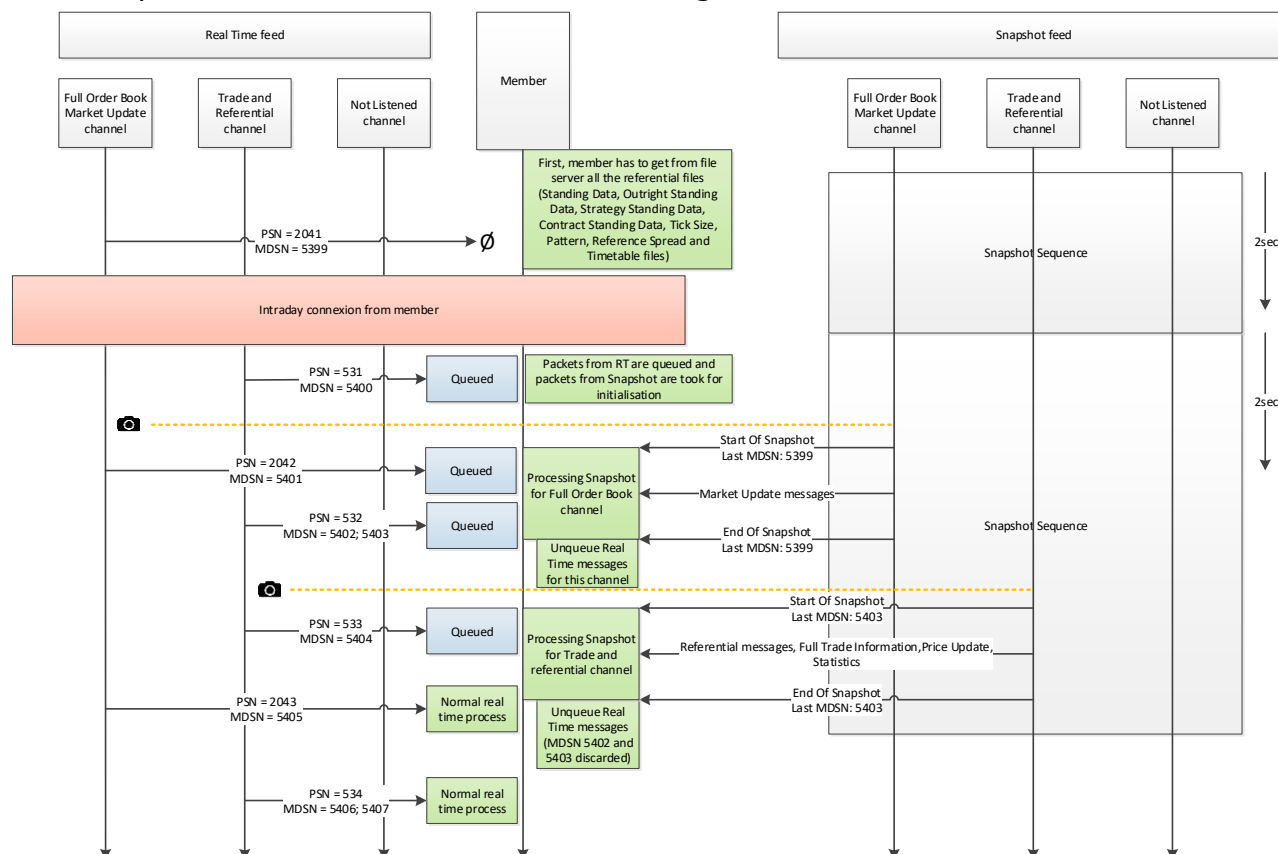 Real Time feed
Member
Snapshot feed
Full Order Book
Market Update
channel
Trade and
Referential
channel
Not Listened
channel
Full Order Book
Market Update
channel
Trade and
Referential
channel
Not Listened
channel
First, member has to get from file
server all the referential files
(Standing Data, Outright Standing
Data, Strategy Standing Data,
Contract Standing Data, Tick Size,
Pattern, Reference Spread and
Timetable files)
PSN = 2041
MDSN = 5399
Ø
Snapshot Sequence
2sec
Intraday connexion from member
PSN = 531
MDSN = 5400
Queued
Packets from RT are queued and
packets from Snapshot are took for
initialisation
2sec
Start Of Snapshot
Last MDSN: 5399
PSN = 2042
MDSN = 5401
Queued
Processing Snapshot
for Full Order Book
channel
Market Update messages
PSN = 532
MDSN = 5402; 5403
Queued
End Of Snapshot
Last MDSN: 5399
Snapshot Sequence
Unqueue Real
Time messages
for this channel
Start Of Snapshot
Last MDSN: 5403
PSN = 533
MDSN = 5404
Queued
Processing Snapshot
for Trade and
referential channel
Referential messages, Full Trade Information,Price Update,
Statistics
End Of Snapshot
Last MDSN: 5403
PSN = 2043
MDSN = 5405
Normal real
time process
Unqueue Real
Time messages
(MDSN 5402 and
5403 discarded)
PSN = 534
MDSN = 5406; 5407
Normal real
time process